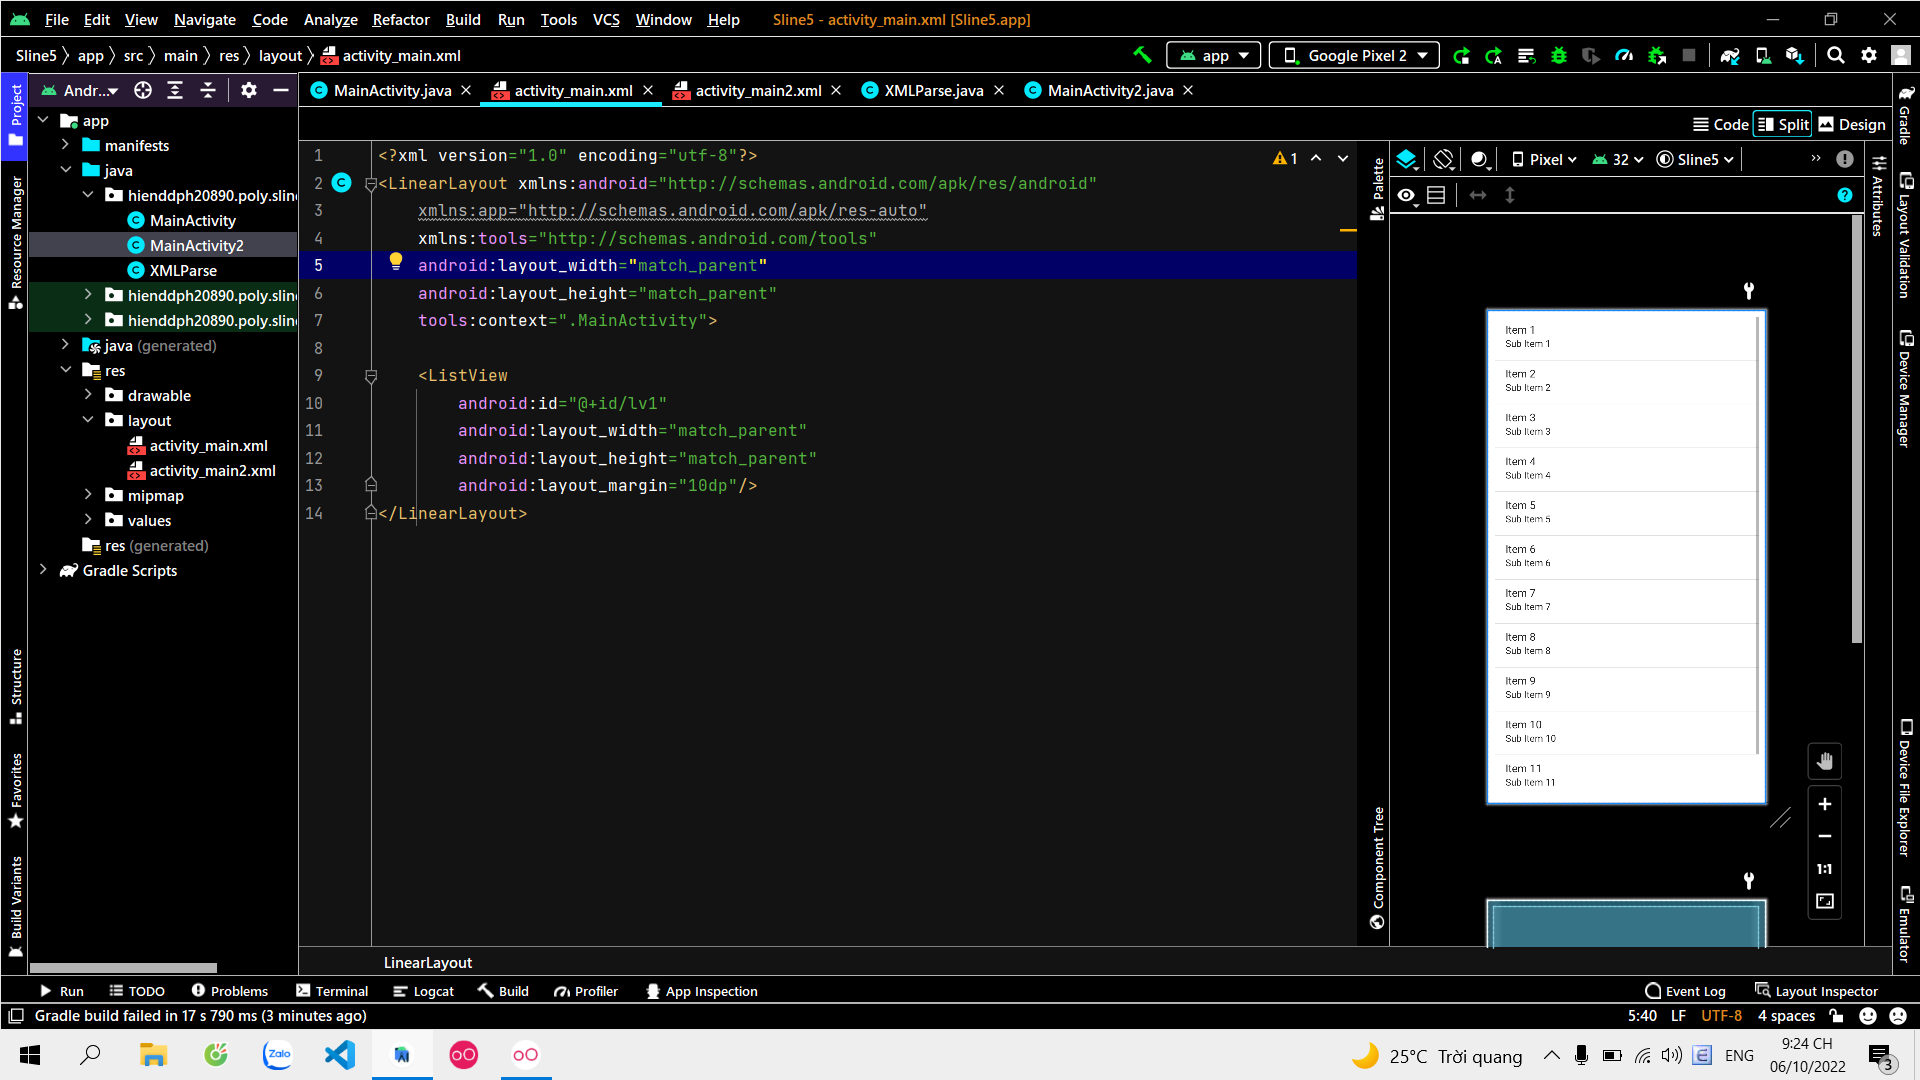 File Edit View Navigate Code Analyze Refactor Build Run Tools VCS Window Help Sline5 - activity_main.xml [Sline5.app]
Sline5 app src main res layout activity_main.xml app Google Pixel 2
Andr... MainActivity.java activity_main.xml activity_main2.xml XMLParse.java MainActivity2.java
Code Split Design
Project
Resource Manager
Structure
Favorites
Build Variants
app
manifests
java
hienddph20890.poly.slin
MainActivity
MainActivity2
XMLParse
hienddph20890.poly.slin
hienddph20890.poly.slin
java (generated)
res
drawable
layout
activity_main.xml
activity_main2.xml
mipmap
values
res (generated)
Gradle Scripts
1 <?xml version="1.0" encoding="utf-8"?>
2 <LinearLayout xmlns:android="http://schemas.android.com/apk/res/android"
3 xmlns:app="http://schemas.android.com/apk/res-auto"
4 xmlns:tools="http://schemas.android.com/tools"
5 android:layout_width="match_parent"
6 android:layout_height="match_parent"
7 tools:context=".MainActivity">
8
9 <ListView
10 android:id="@+id/lv1"
11 android:layout_width="match_parent"
12 android:layout_height="match_parent"
13 android:layout_margin="10dp"/>
14 </LinearLayout>
1
LinearLayout
Palette
Component Tree
Pixel 32 Sline5
Item 1
Sub Item 1
Item 2
Sub Item 2
Item 3
Sub Item 3
Item 4
Sub Item 4
Item 5
Sub Item 5
Item 6
Sub Item 6
Item 7
Sub Item 7
Item 8
Sub Item 8
Item 9
Sub Item 9
Item 10
Sub Item 10
Item 11
Sub Item 11
1:1
Attributes
Gradle
Layout Validation
Device Manager
Device File Explorer
Emulator
Run TODO Problems Terminal Logcat Build Profiler App Inspection Event Log Layout Inspector
Gradle build failed in 17 s 790 ms (3 minutes ago) 5:40 LF UTF-8 4 spaces
Zalo 25°C Trời quang ENG 9:24 CH
06/10/2022
3